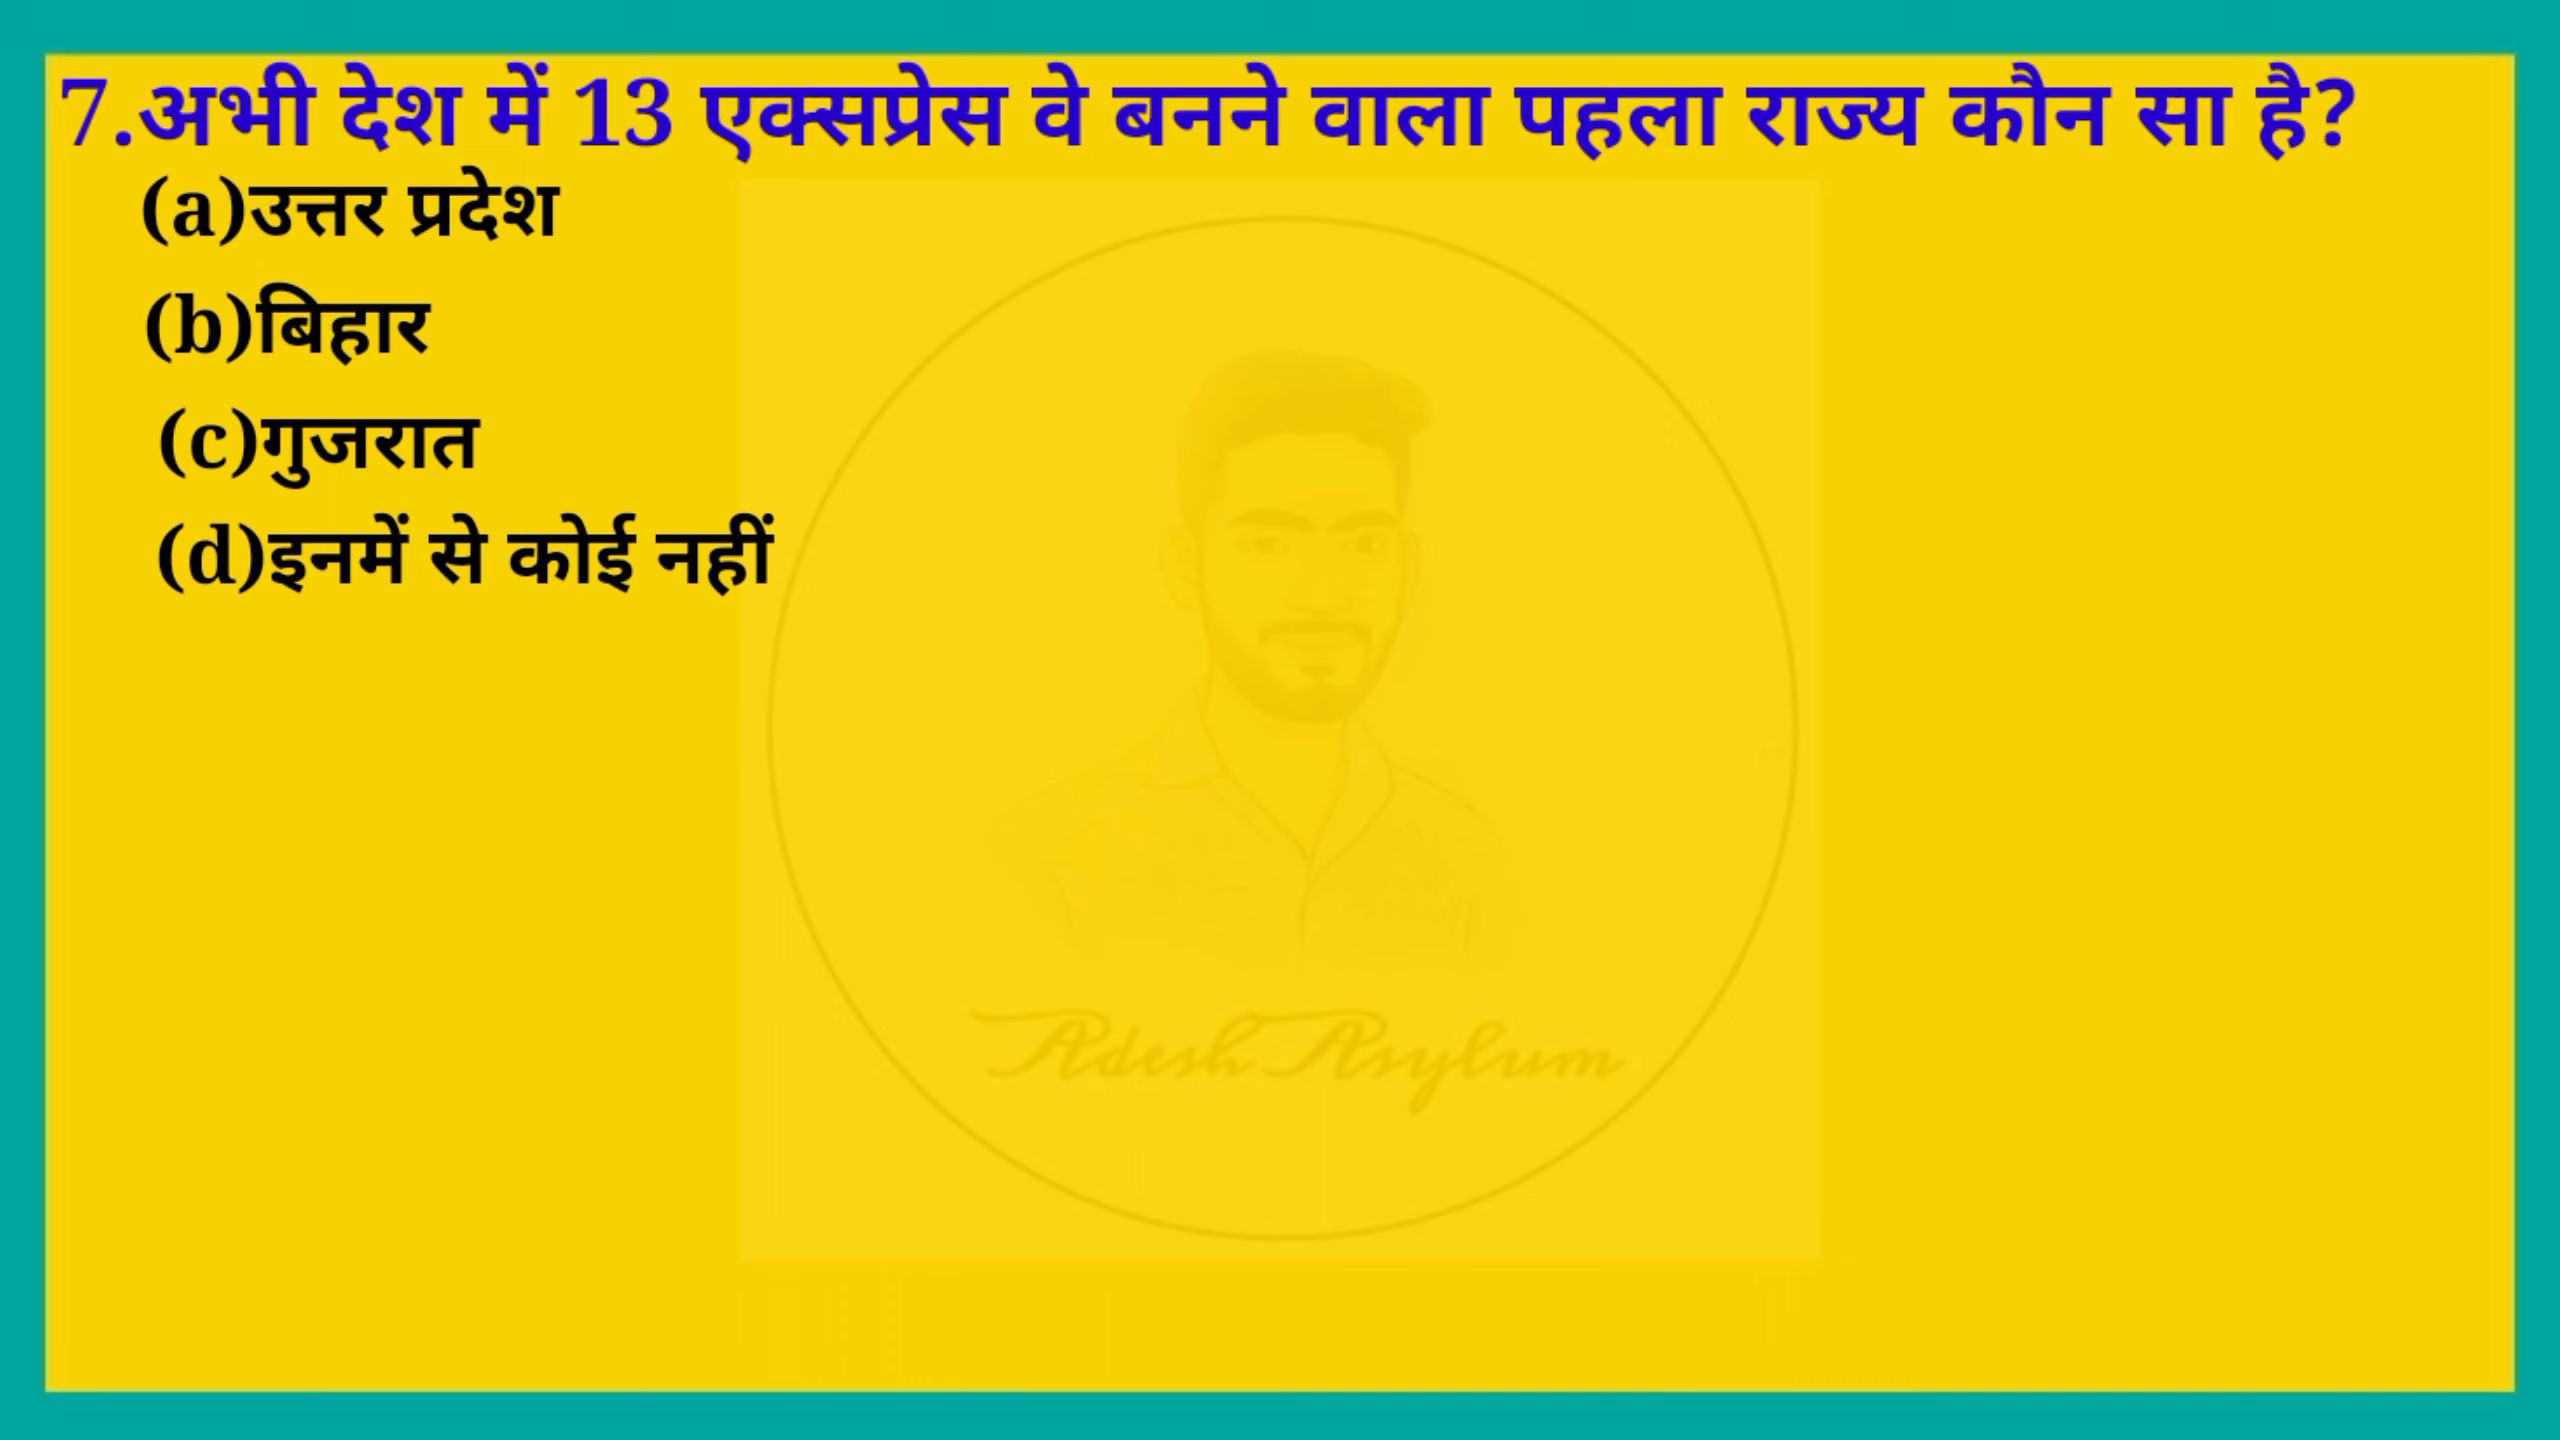 7.अभी देश में 13 एक्सप्रेस वे बनने वाला पहला राज्य कौन सा है?
(a)उत्तर प्रदेश
(b)बिहार
(c)गुजरात
(d)इनमें से कोई नहीं
Adesh Asylum